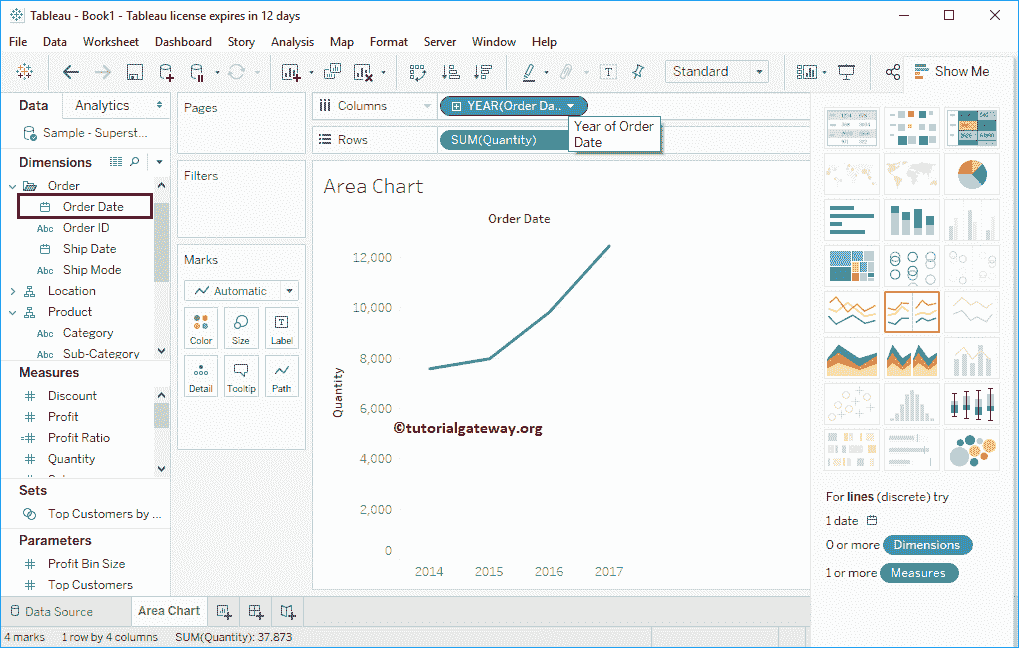 Tableau - Book1 - Tableau license expires in 12 days
File Data Worksheet Dashboard Story Analysis Map Format Server Window Help
Standard
Show Me
Data Analytics
Sample - Superst...
Dimensions
Order
Order Date
Abc Order ID
Ship Date
Abc Ship Mode
Location
Product
Abc Category
Abc Sub-Category
Measures
Discount
Profit
Profit Ratio
Quantity
Sets
Top Customers by ...
Parameters
Profit Bin Size
Top Customers
Pages
Filters
Marks
Automatic
Color Size Label
Detail Tooltip Path
Columns
YEAR(Order Da..
Rows
SUM(Quantity)
Year of Order
Date
Area Chart
Order Date
12,000
10,000
8,000
6,000
4,000
2,000
0
Quantity
©tutorialgateway.org
2014 2015 2016 2017
For lines (discrete) try
1 date
0 or more Dimensions
1 or more Measures
Data Source Area Chart
4 marks 1 row by 4 columns SUM(Quantity): 37,873